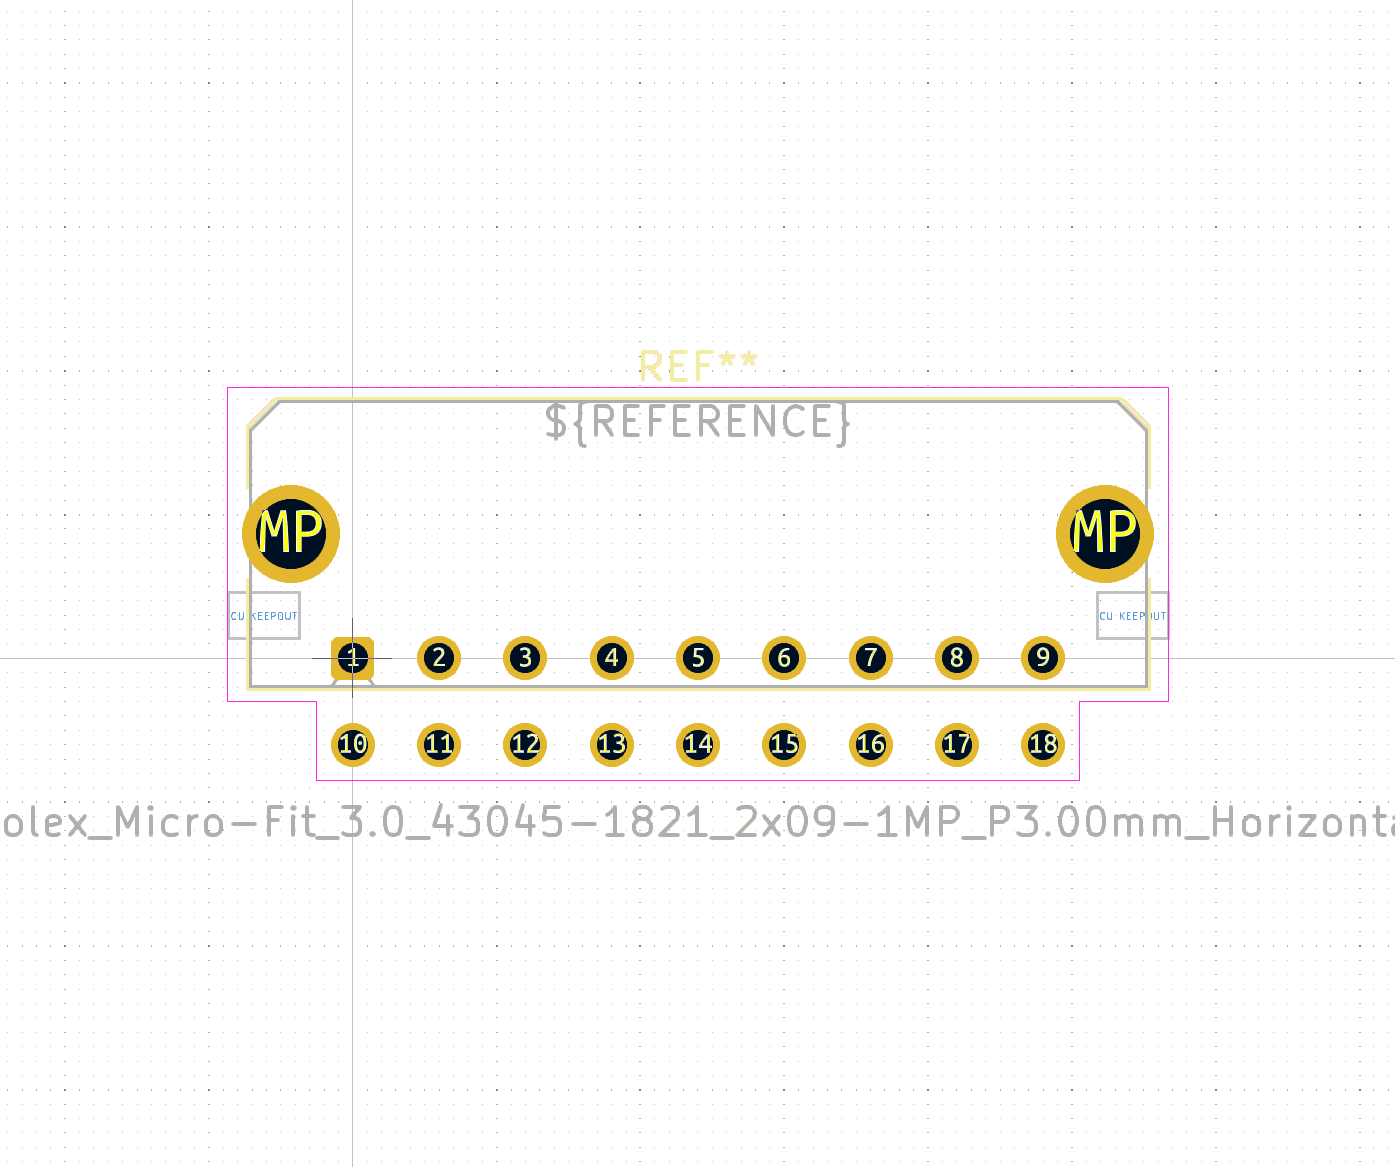 REF**
${REFERENCE}
MP MP
CU KEEPOUT CU KEEPOUT
1 2 3 4 5 6 7 8 9
10 11 12 13 14 15 16 17 18
olex_Micro-Fit_3.0_43045-1821_2x09-1MP_P3.00mm_Horizonta